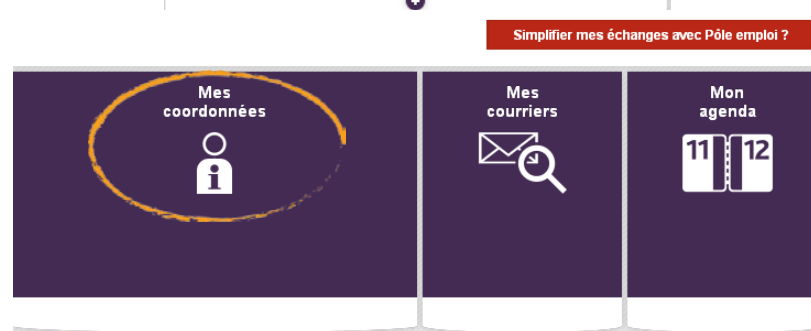 Simplifier mes échanges avec Pôle emploi ?
Mes
coordonnées
i
Mes
courriers
Mon
agenda
11 12